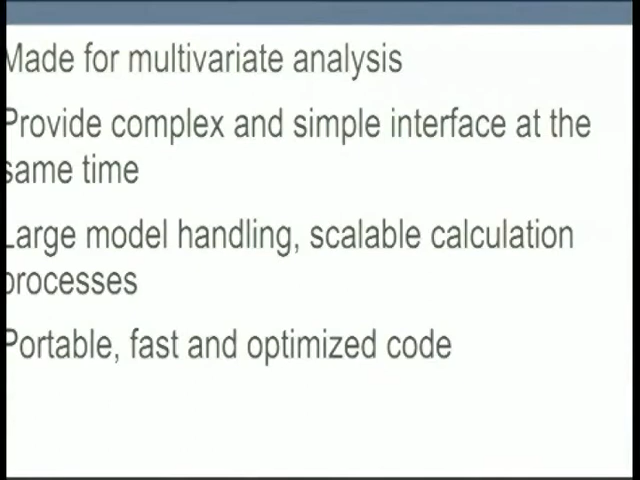 Made for multivariate analysis
Provide complex and simple interface at the
same time
Large model handling, scalable calculation
processes
Portable, fast and optimized code